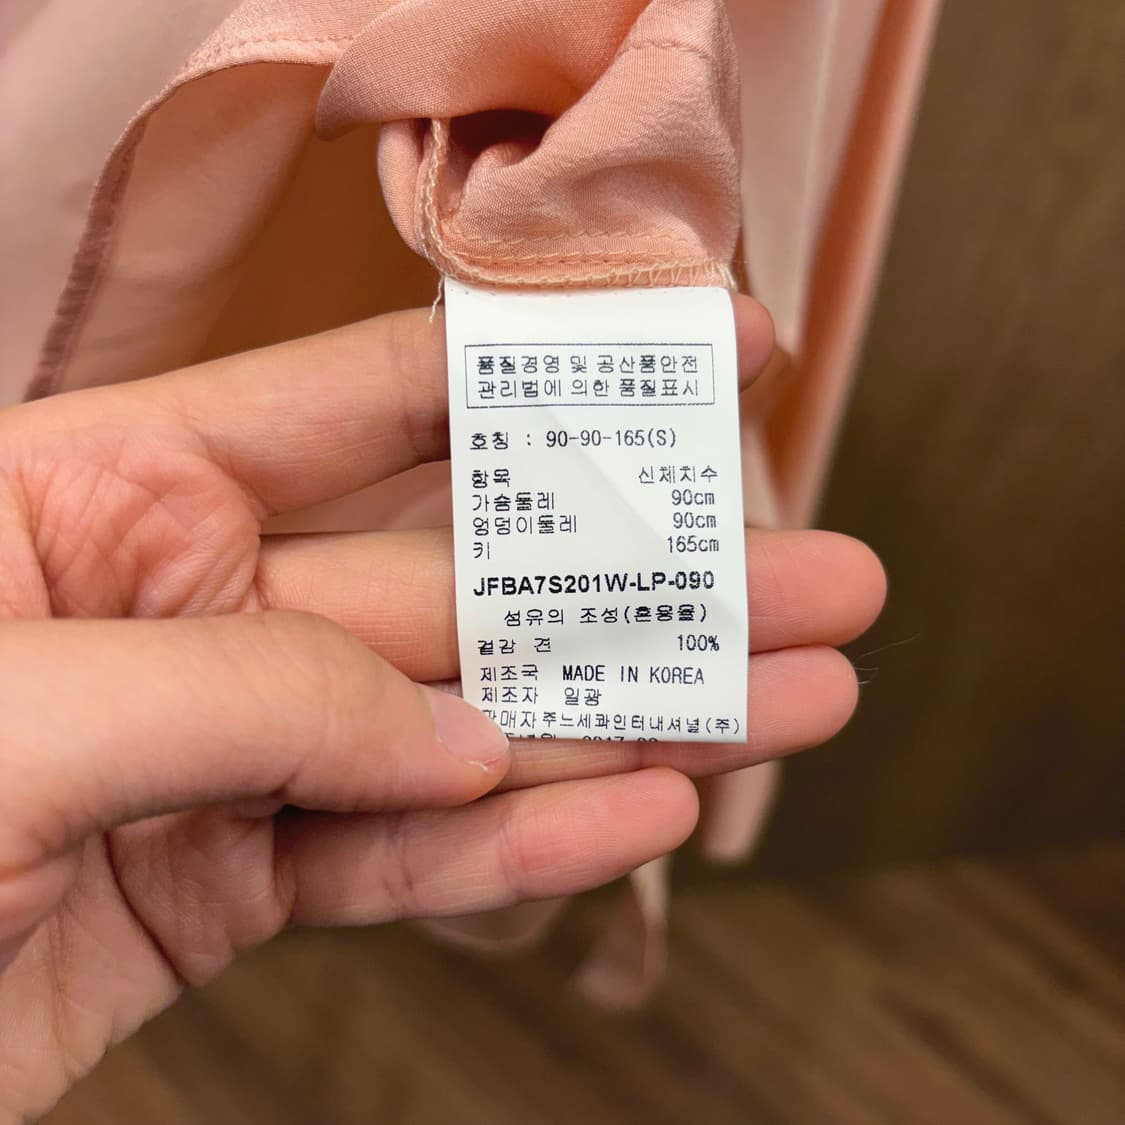 품질경영 및 공산품안전
관리법에 의한 품질표시
호칭 : 90-90-165(S)
항목 신체치수
가슴둘레 90cm
엉덩이둘레 90cm
키 165cm
JFBA7S201W-LP-090
섬유의 조성(혼용율)
겉감 견 100%
제조국 MADE IN KOREA
제조자 일광
판매자 주느세콰인터내셔널(주)